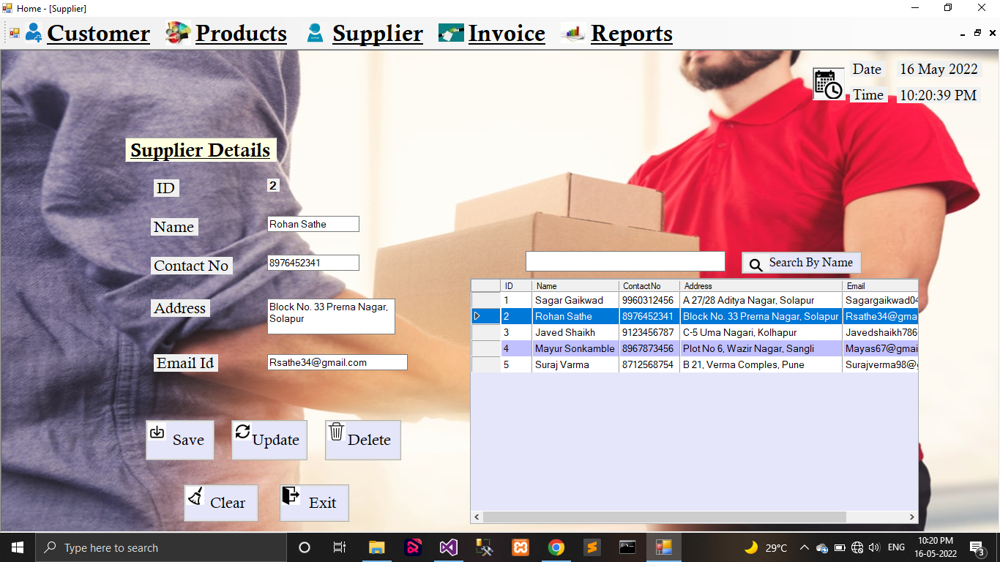 Home - [Supplier]
Customer Products Supplier Invoice Reports
Date 16 May 2022
Time 10:20:39 PM
Supplier Details
ID 2
Name Rohan Sathe
Contact No 8976452341
Address Block No. 33 Prerna Nagar,
Solapur
Email Id Rsathe34@gmail.com
Save Update Delete
Clear Exit
Search By Name
ID Name ContactNo Address Email
1 Sagar Gaikwad 9960312456 A 27/28 Aditya Nagar, Solapur Sagargaikwad04
2 Rohan Sathe 8976452341 Block No. 33 Prerna Nagar, Solapur Rsathe34@gma
3 Javed Shaikh 9123456787 C-5 Uma Nagari, Kolhapur Javedshaikh786
4 Mayur Sonkamble 8967873456 Plot No 6, Wazir Nagar, Sangli Mayas67@gmai
5 Suraj Varma 8712568754 B 21, Verma Comples, Pune Surajverma98@g
Type here to search
29°C
ENG
10:20 PM
16-05-2022
3